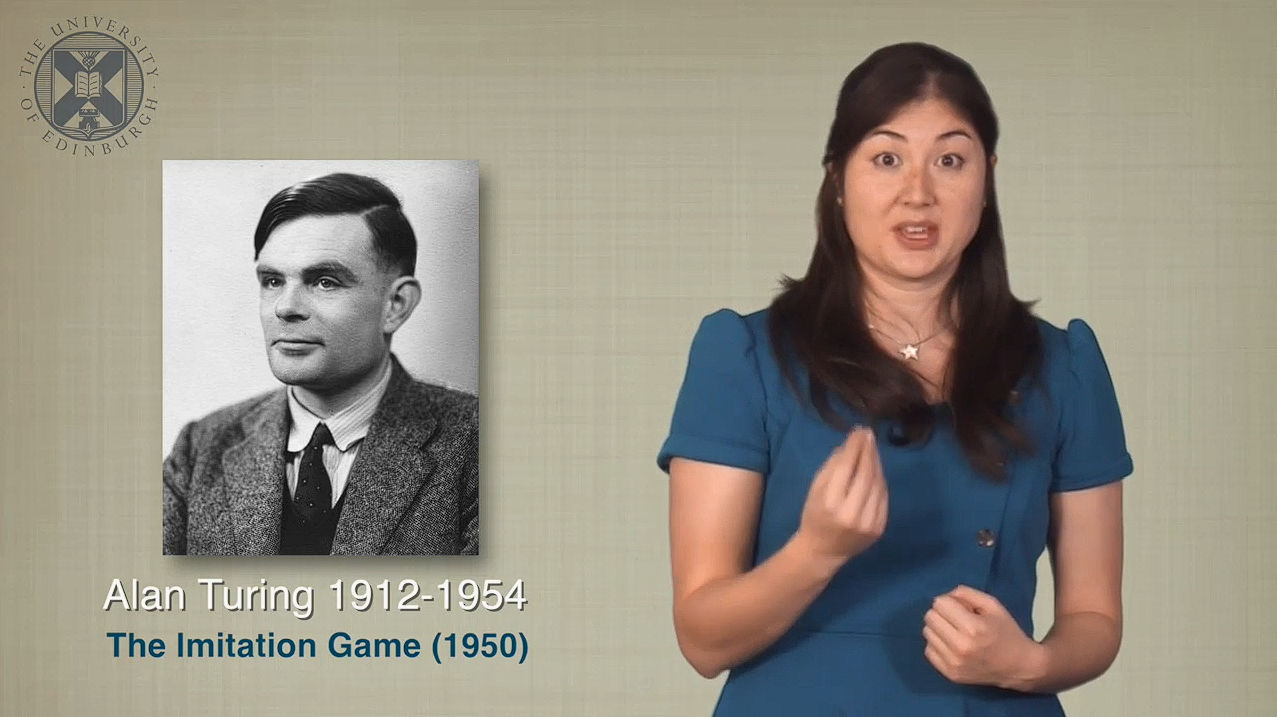 THE UNIVERSITY OF EDINBURGH
Alan Turing 1912-1954
The Imitation Game (1950)